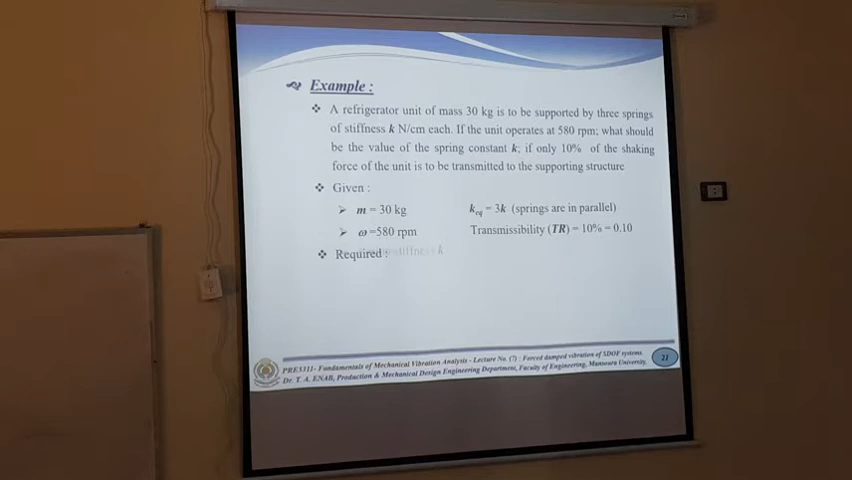 Example :
A refrigerator unit of mass 30 kg is to be supported by three springs
of stiffness k N/cm each. If the unit operates at 580 rpm; what should
be the value of the spring constant k; if only 10% of the shaking
force of the unit is to be transmitted to the supporting structure
Given :
m = 30 kg
k_eq = 3k (springs are in parallel)
ω =580 rpm
Transmissibility (TR) = 10% = 0.10
Required : stiffness k
PRE5311- Fundamentals of Mechanical Vibration Analysis - Lecture No. (7) : Forced damped vibration of SDOF systems.
Dr. T. A. ENAB, Production & Mechanical Design Engineering Department, Faculty of Engineering, Mansoura University.
21